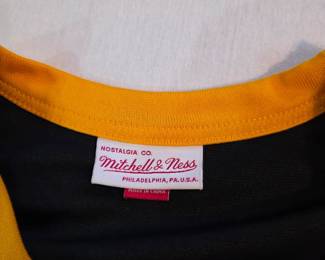 NOSTALGIA CO.
Mitchell & Ness
PHILADELPHIA, PA. U.S.A.
MADE IN CHINA